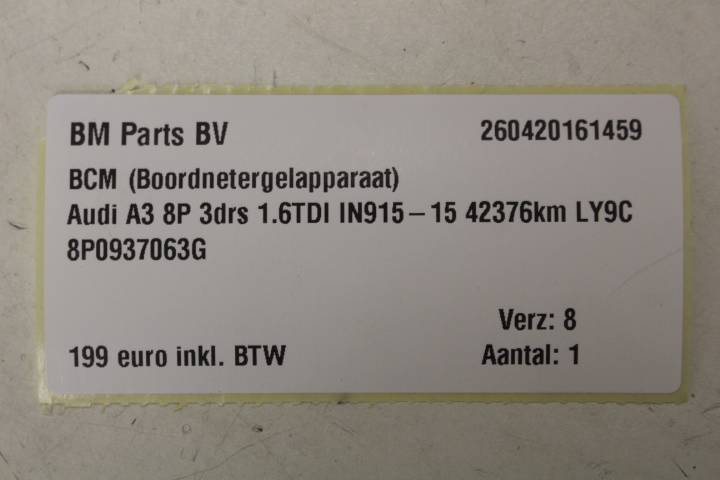 BM Parts BV 260420161459
BCM (Boordnetergelapparaat)
Audi A3 8P 3drs 1.6TDI IN915-15 42376km LY9C
8P0937063G
Verz: 8
199 euro inkl. BTW Aantal: 1